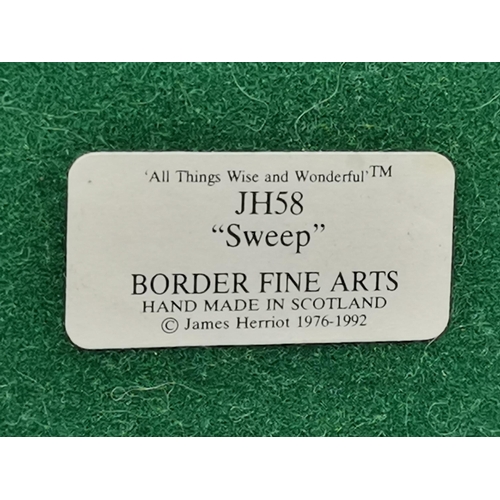 'All Things Wise and Wonderful'™
JH58
“Sweep”
BORDER FINE ARTS
HAND MADE IN SCOTLAND
© James Herriot 1976-1992